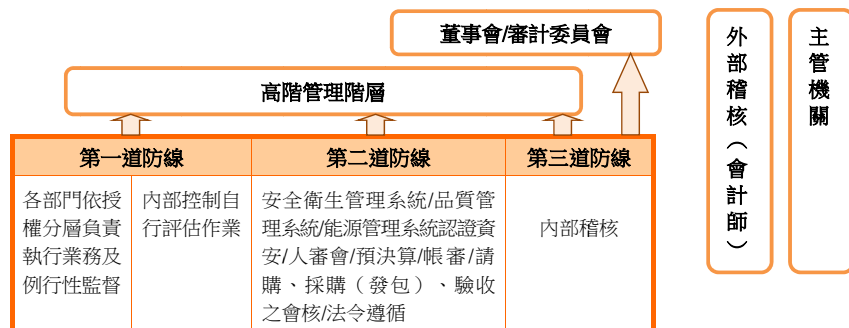 董事會/審計委員會
高階管理階層
第一道防線
第二道防線
第三道防線
各部門依授
權分層負責
執行業務及
例行性監督
內部控制自
行評估作業
安全衛生管理系統/品質管
理系統/能源管理系統認證資
安/人審會/預決算/帳審/請
購、採購（發包）、驗收
之會核/法令遵循
內部稽核
外部稽核（會計師）
主管機關